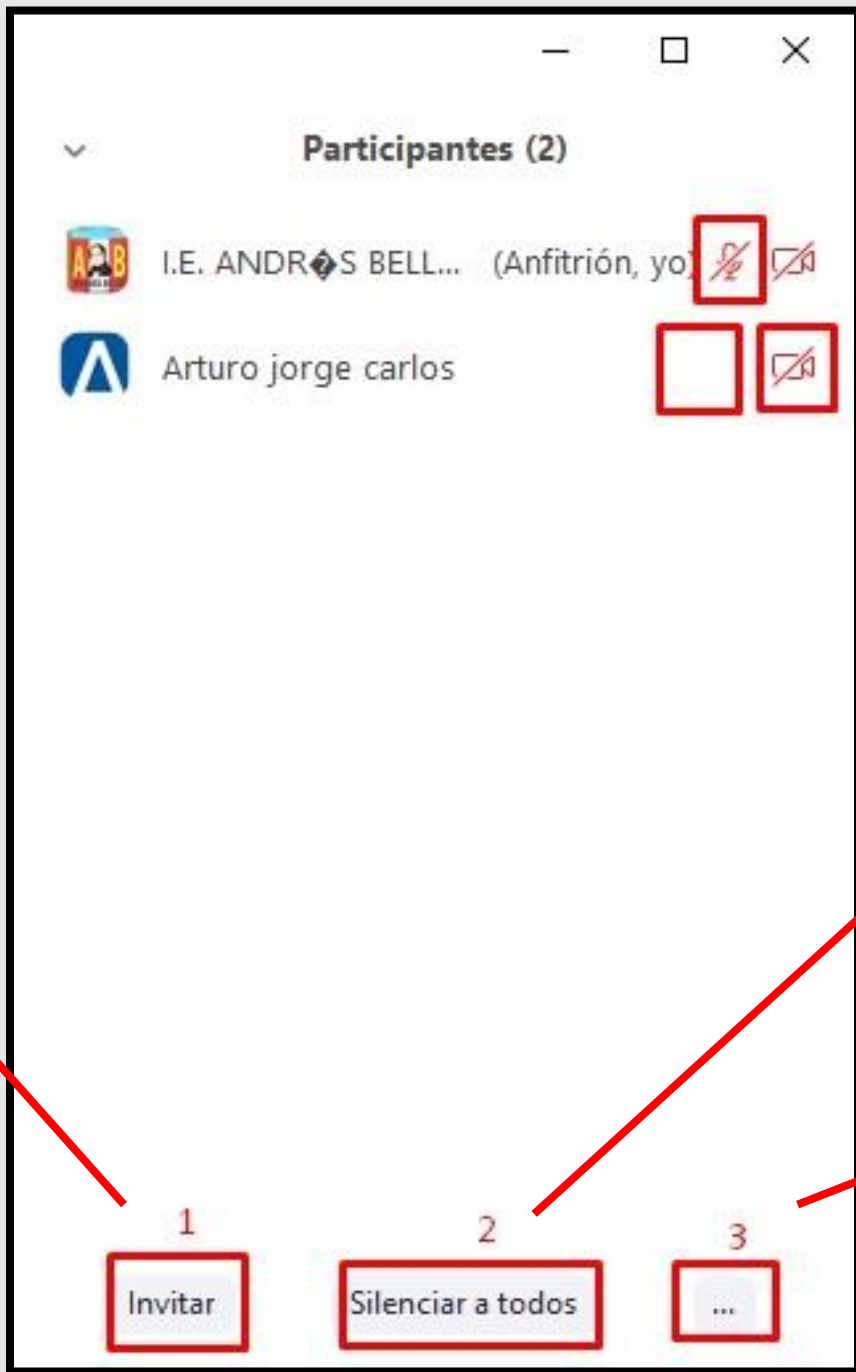 Participantes (2)
I.E. ANDR�S BELL... (Anfitrión, yo)
Arturo jorge carlos
1 2 3
Invitar Silenciar a todos ...